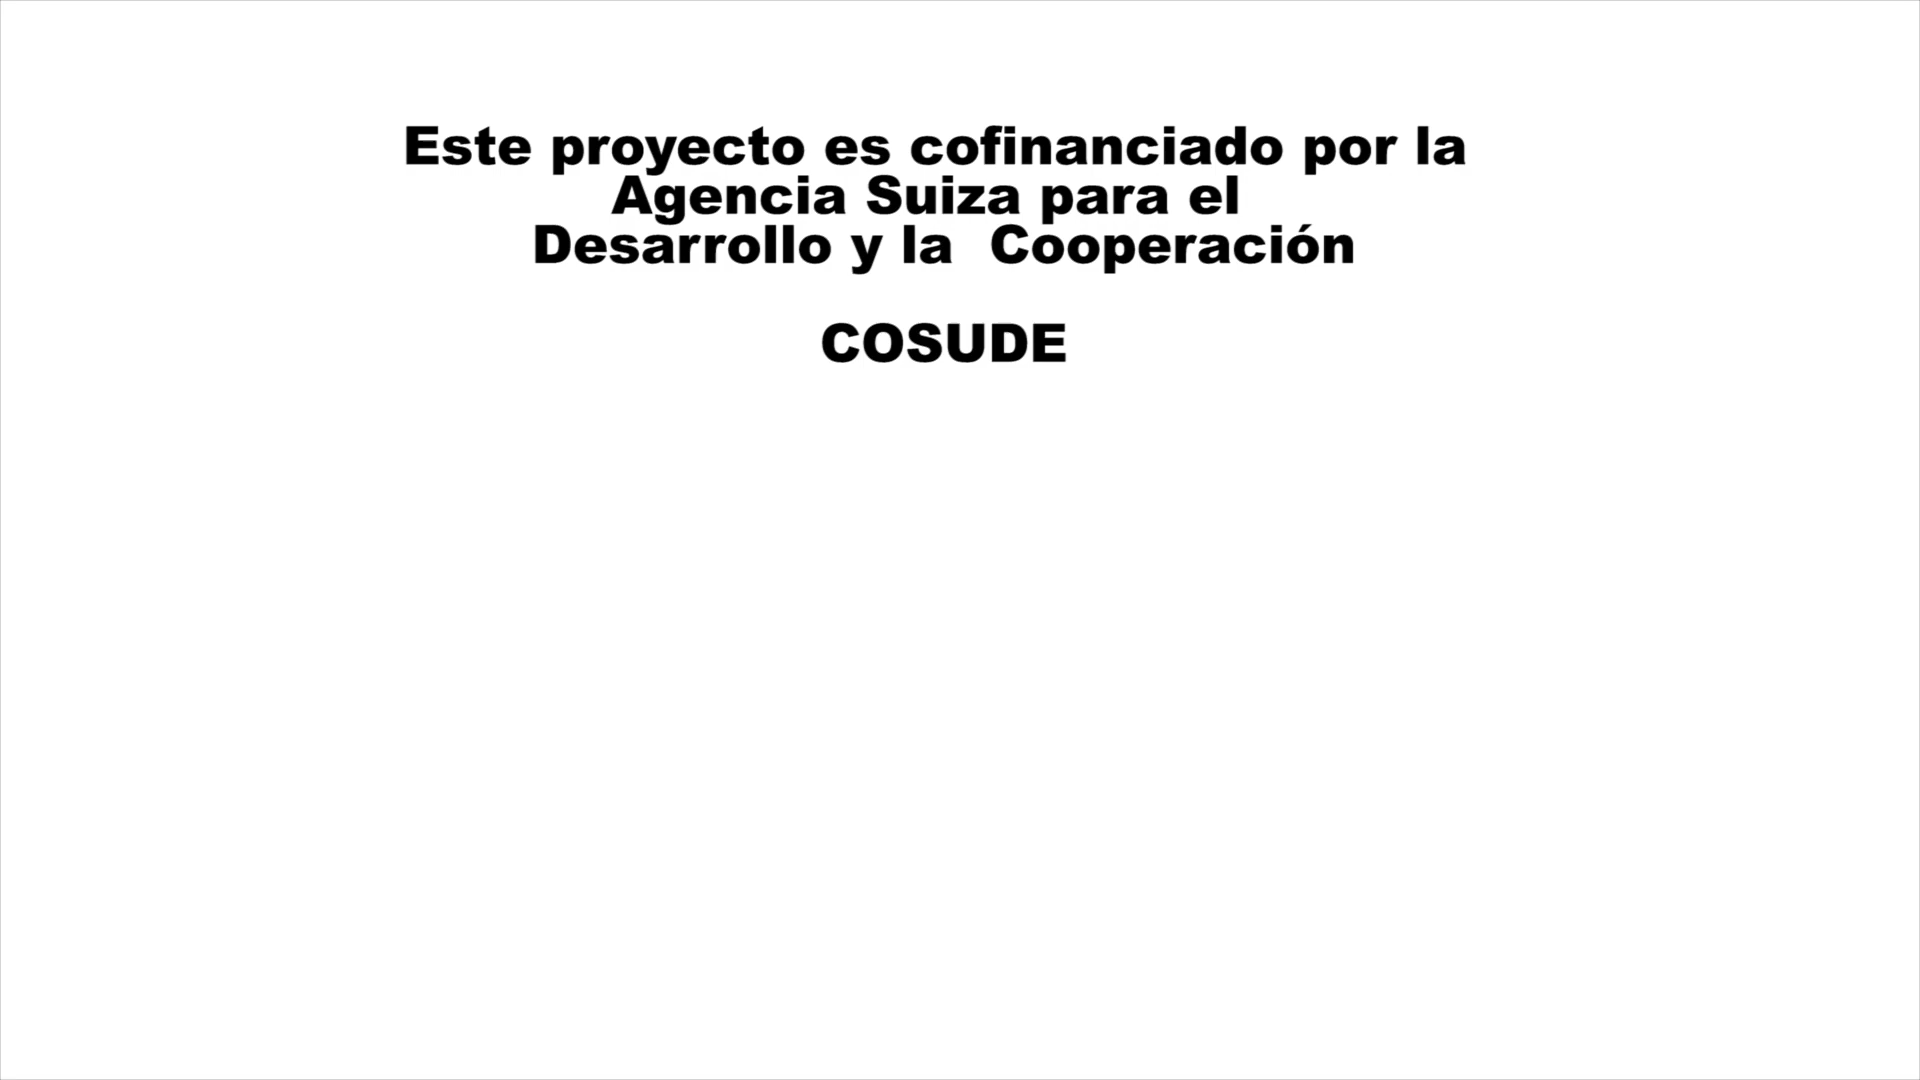 Este proyecto es cofinanciado por la
Agencia Suiza para el
Desarrollo y la  Cooperación
COSUDE